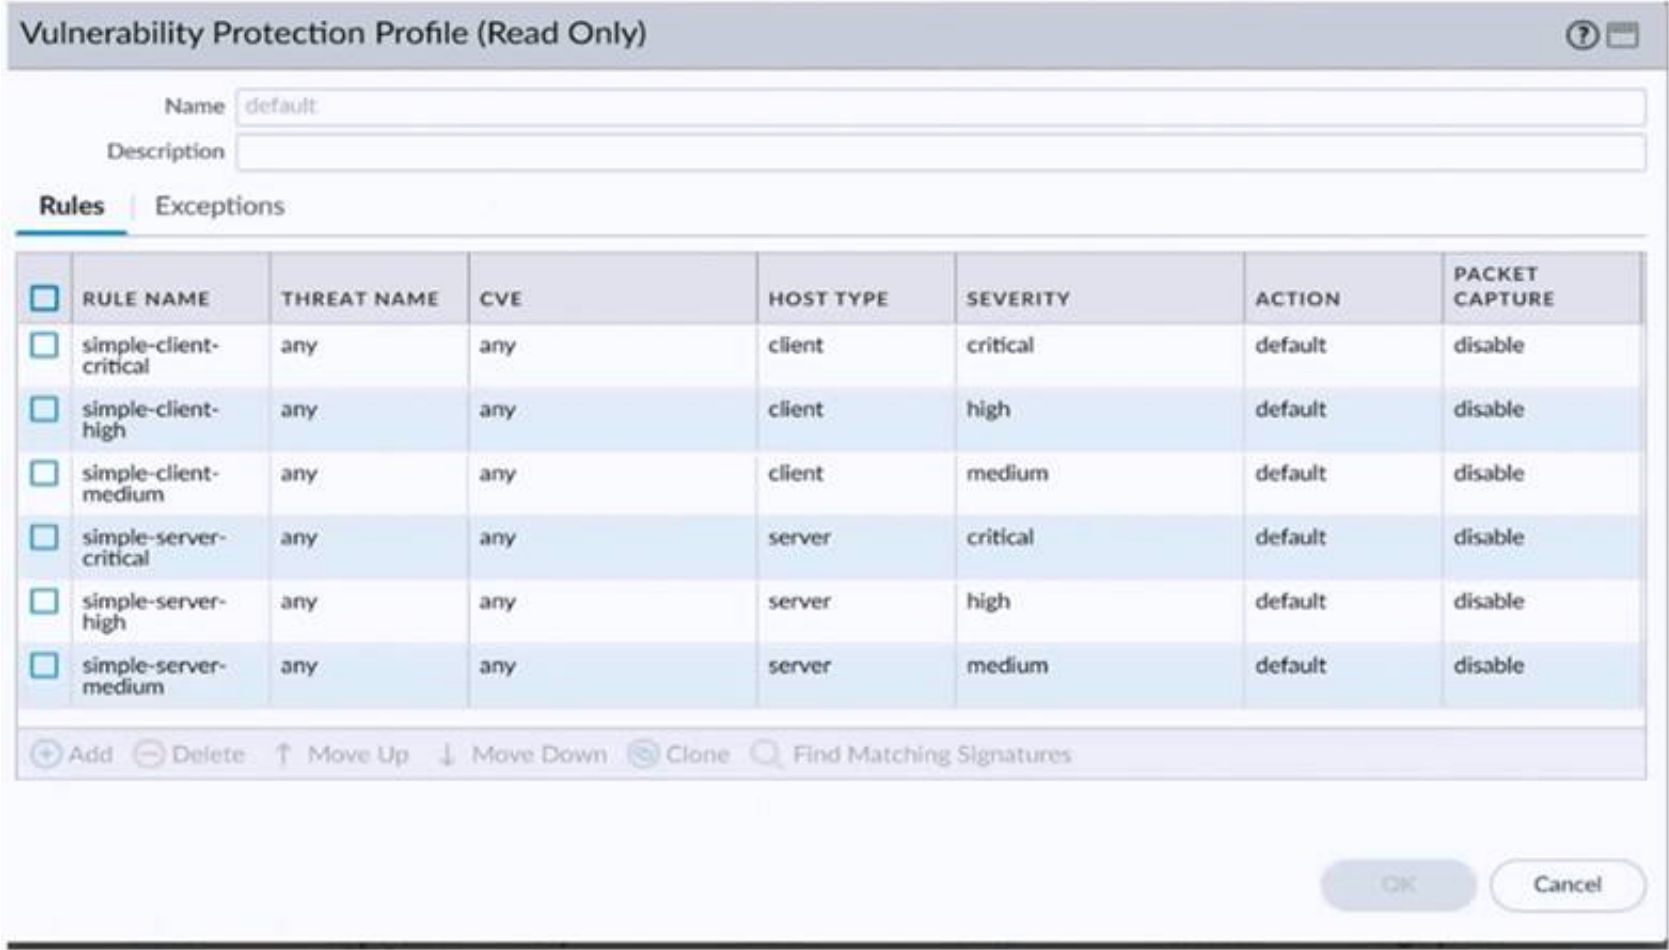 Vulnerability Protection Profile (Read Only)
Name default
Description
Rules Exceptions
RULE NAME THREAT NAME CVE HOST TYPE SEVERITY ACTION PACKET CAPTURE
simple-client-critical any any client critical default disable
simple-client-high any any client high default disable
simple-client-medium any any client medium default disable
simple-server-critical any any server critical default disable
simple-server-high any any server high default disable
simple-server-medium any any server medium default disable
Add Delete Move Up Move Down Clone Find Matching Signatures
OK Cancel